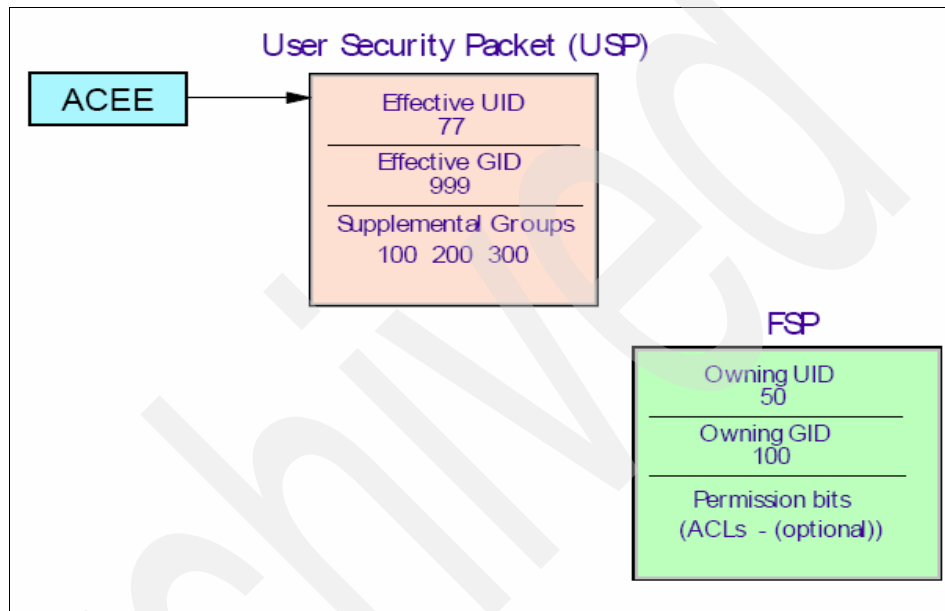 User Security Packet (USP)
ACEE
Effective UID
77
Effective GID
999
Supplemental Groups
100 200 300
FSP
Owning UID
50
Owning GID
100
Permission bits
(ACLs - (optional))